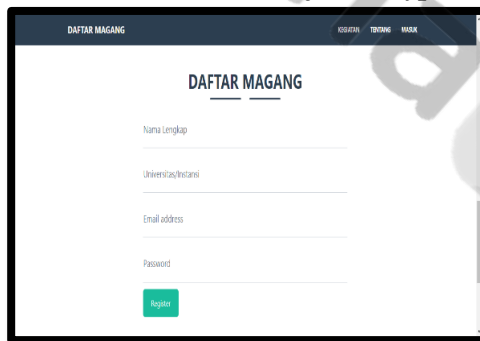 DAFTAR MAGANG
KEGIATAN TENTANG MASUK
DAFTAR MAGANG
Nama Lengkap
Universitas/Instansi
Email address
Password
Register